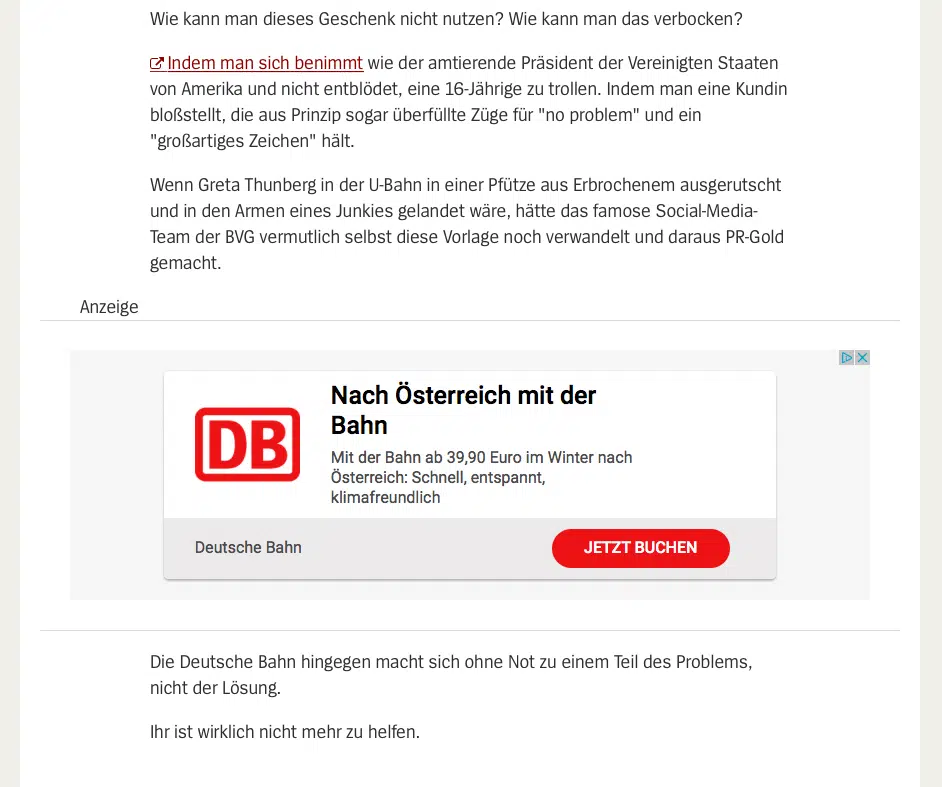 Wie kann man dieses Geschenk nicht nutzen? Wie kann man das verbocken?
Indem man sich benimmt wie der amtierende Präsident der Vereinigten Staaten
von Amerika und nicht entblödet, eine 16-Jährige zu trollen. Indem man eine Kundin
bloßstellt, die aus Prinzip sogar überfüllte Züge für "no problem" und ein
"großartiges Zeichen" hält.
Wenn Greta Thunberg in der U-Bahn in einer Pfütze aus Erbrochenem ausgerutscht
und in den Armen eines Junkies gelandet wäre, hätte das famose Social-Media-
Team der BVG vermutlich selbst diese Vorlage noch verwandelt und daraus PR-Gold
gemacht.
Anzeige
DB
Nach Österreich mit der
Bahn
Mit der Bahn ab 39,90 Euro im Winter nach
Österreich: Schnell, entspannt,
klimafreundlich
Deutsche Bahn
JETZT BUCHEN
Die Deutsche Bahn hingegen macht sich ohne Not zu einem Teil des Problems,
nicht der Lösung.
Ihr ist wirklich nicht mehr zu helfen.